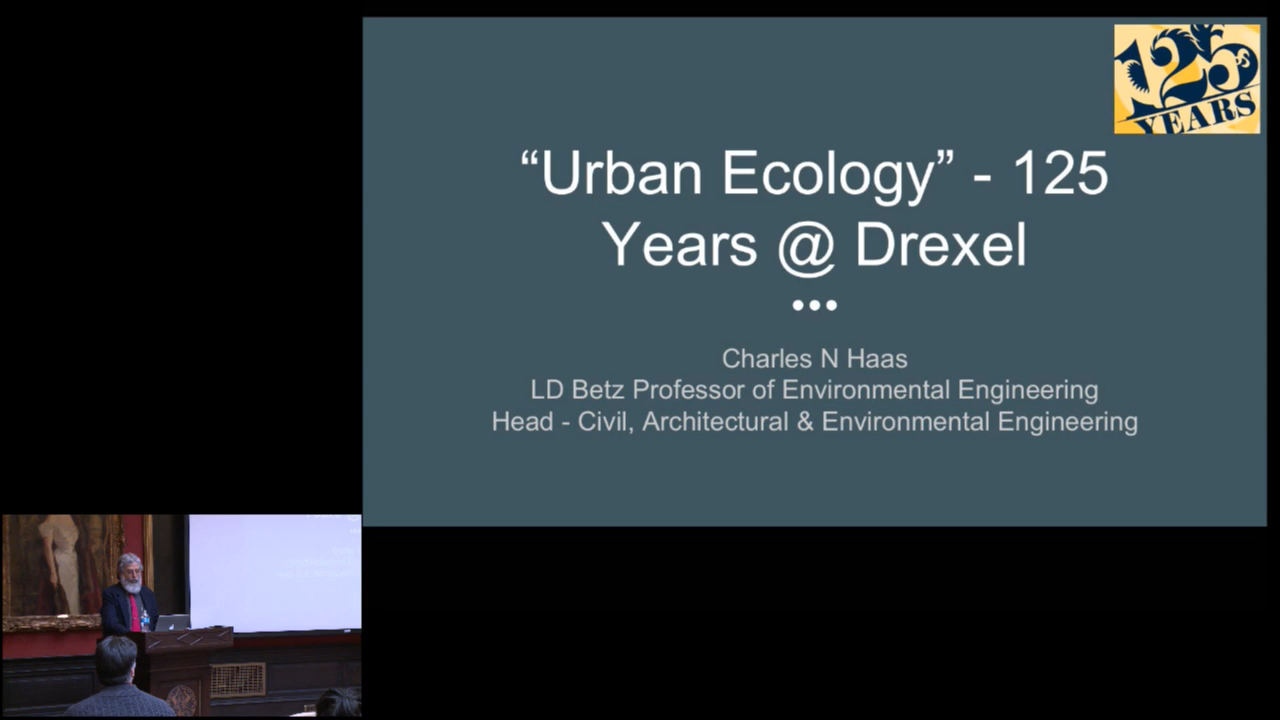 125
YEARS
“Urban Ecology” - 125
Years @ Drexel
Charles N Haas
LD Betz Professor of Environmental Engineering
Head - Civil, Architectural & Environmental Engineering